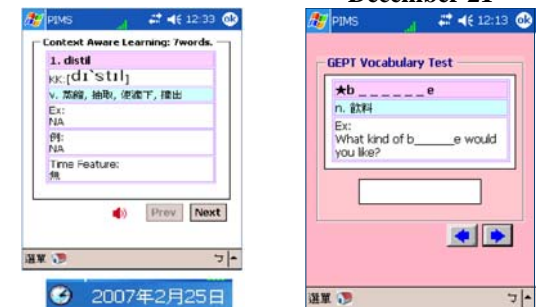 December 21
PIMS 12:33 ok
Context Aware Learning: 7words.
1. distil
KK:[dɪˋstɪl]
v. 蒸餾, 抽取, 使滴下, 提出
Ex:
NA
例:
NA
Time Feature:
無
Prev Next
選單
2007年2月25日
PIMS 12:13 ok
GEPT Vocabulary Test
★b _ _ _ _ _ _ e
n. 飲料
Ex:
What kind of b______e would
you like?
選單